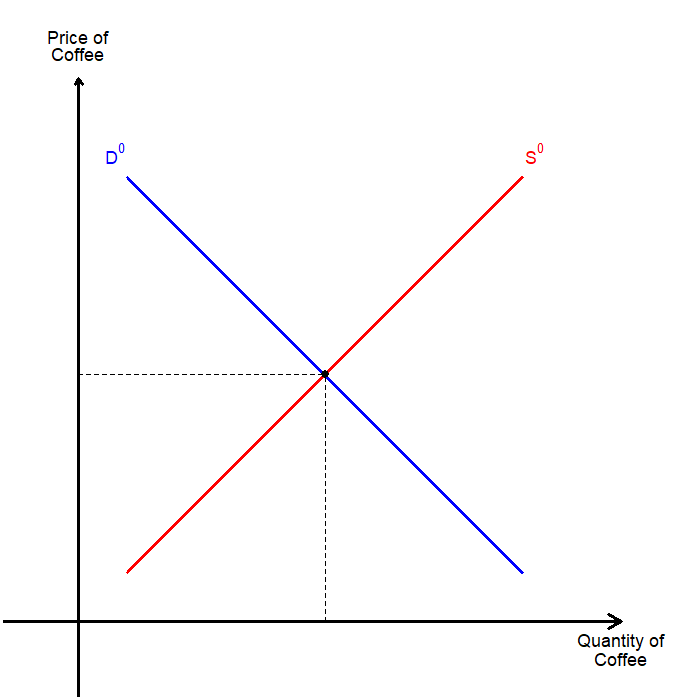 Price of
Coffee
D⁰
S⁰
Quantity of
Coffee